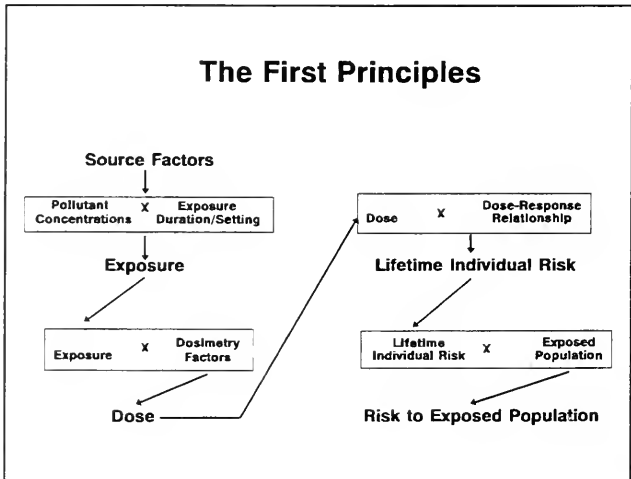 The First Principles
Source Factors
Pollutant Concentrations X Exposure Duration/Setting
Exposure
Exposure X Dosimetry Factors
Dose
Dose X Dose-Response Relationship
Lifetime Individual Risk
Lifetime Individual Risk X Exposed Population
Risk to Exposed Population